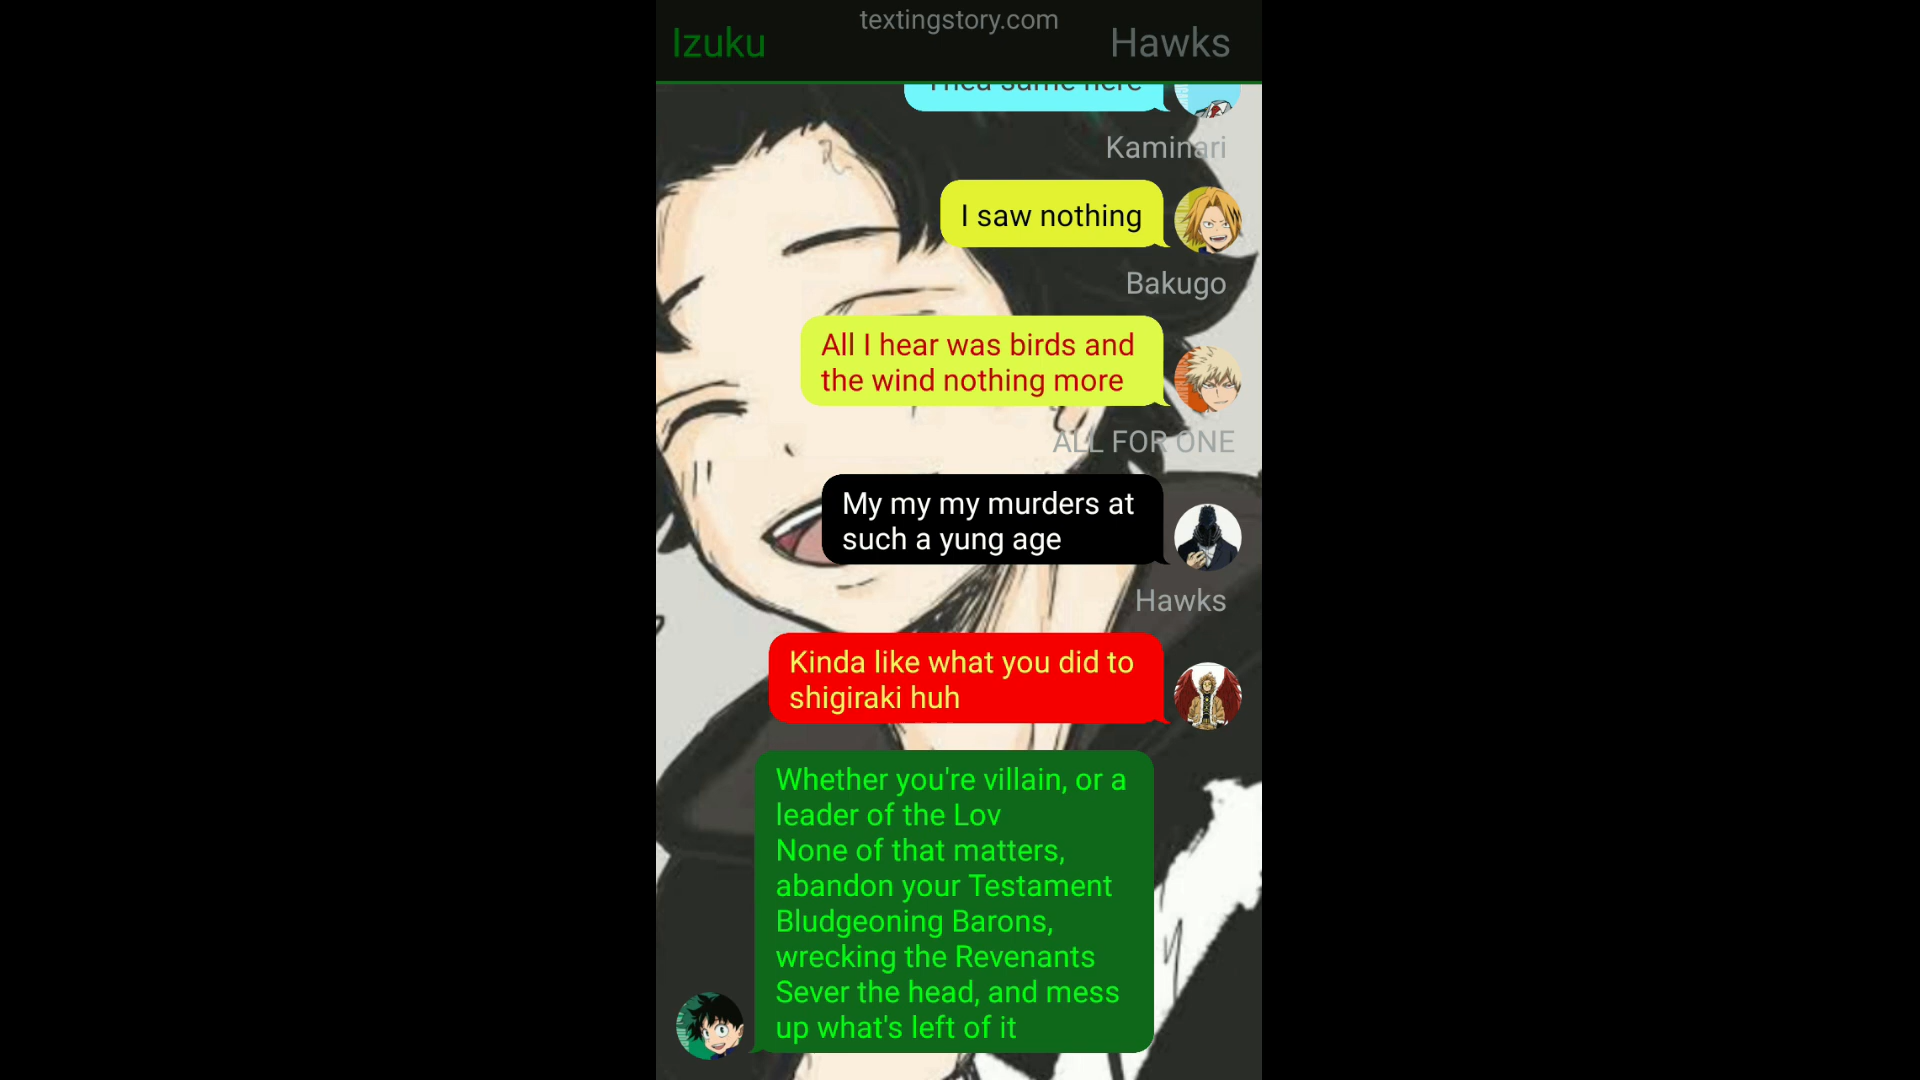 textingstory.com
Izuku
Hawks
same here
Kaminari
I saw nothing
Bakugo
All I hear was birds and
the wind nothing more
ALL FOR ONE
My my my murders at
such a yung age
Hawks
Kinda like what you did to
shigiraki huh
Whether you're villain, or a
leader of the Lov
None of that matters,
abandon your Testament
Bludgeoning Barons,
wrecking the Revenants
Sever the head, and mess
up what's left of it